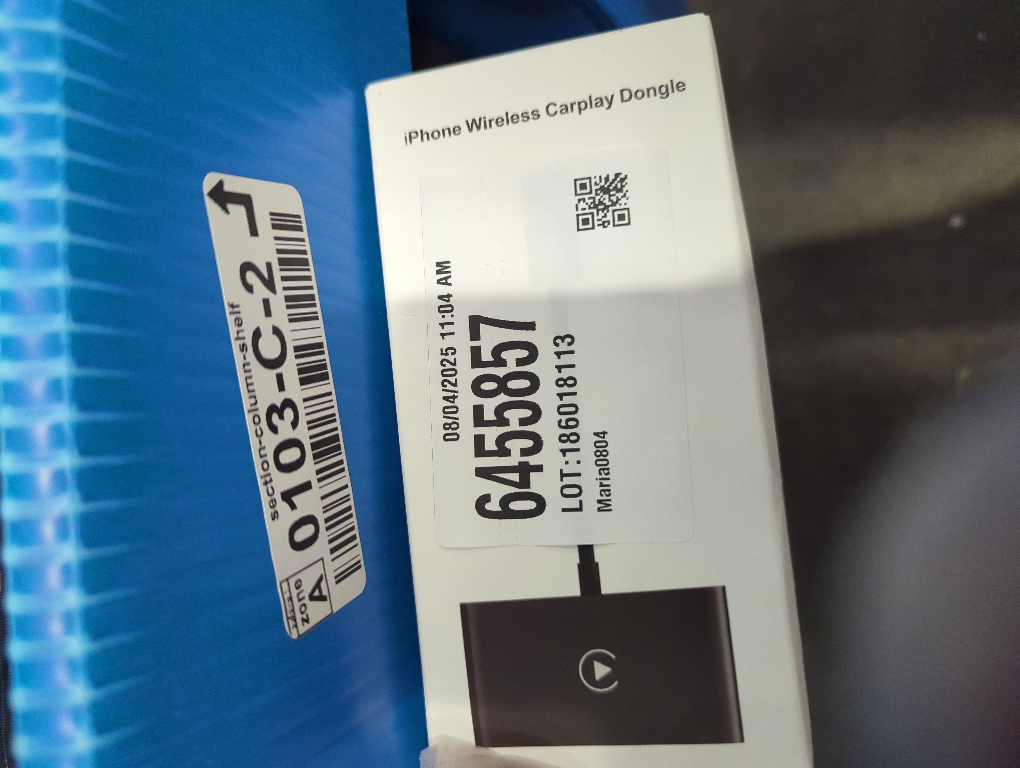 section-column-shelf
zone
A
0103-C-2
iPhone Wireless Carplay Dongle
08/04/2025 11:04 AM
6455857
LOT:186018113
Maria0804